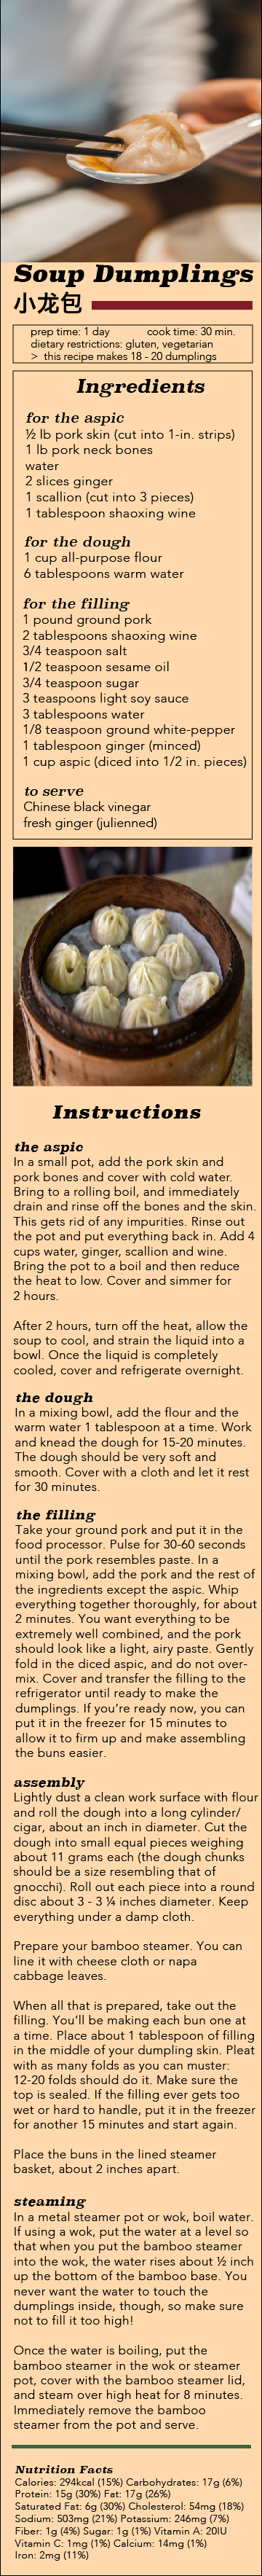 Soup Dumplings
小龙包
prep time: 1 day cook time: 30 min.
dietary restrictions: gluten, vegetarian
> this recipe makes 18 - 20 dumplings
Ingredients
for the aspic
½ lb pork skin (cut into 1-in. strips)
1 lb pork neck bones
water
2 slices ginger
1 scallion (cut into 3 pieces)
1 tablespoon shaoxing wine
for the dough
1 cup all-purpose flour
6 tablespoons warm water
for the filling
1 pound ground pork
2 tablespoons shaoxing wine
3/4 teaspoon salt
1/2 teaspoon sesame oil
3/4 teaspoon sugar
3 teaspoons light soy sauce
3 tablespoons water
1/8 teaspoon ground white-pepper
1 tablespoon ginger (minced)
1 cup aspic (diced into 1/2 in. pieces)
to serve
Chinese black vinegar
fresh ginger (julienned)
Instructions
the aspic
In a small pot, add the pork skin and
pork bones and cover with cold water.
Bring to a rolling boil, and immediately
drain and rinse off the bones and the skin.
This gets rid of any impurities. Rinse out
the pot and put everything back in. Add 4
cups water, ginger, scallion and wine.
Bring the pot to a boil and then reduce
the heat to low. Cover and simmer for
2 hours.
After 2 hours, turn off the heat, allow the
soup to cool, and strain the liquid into a
bowl. Once the liquid is completely
cooled, cover and refrigerate overnight.
the dough
In a mixing bowl, add the flour and the
warm water 1 tablespoon at a time. Work
and knead the dough for 15-20 minutes.
The dough should be very soft and
smooth. Cover with a cloth and let it rest
for 30 minutes.
the filling
Take your ground pork and put it in the
food processor. Pulse for 30-60 seconds
until the pork resembles paste. In a
mixing bowl, add the pork and the rest of
the ingredients except the aspic. Whip
everything together thoroughly, for about
2 minutes. You want everything to be
extremely well combined, and the pork
should look like a light, airy paste. Gently
fold in the diced aspic, and do not over-
mix. Cover and transfer the filling to the
refrigerator until ready to make the
dumplings. If you're ready now, you can
put it in the freezer for 15 minutes to
allow it to firm up and make assembling
the buns easier.
assembly
Lightly dust a clean work surface with flour
and roll the dough into a long cylinder/
cigar, about an inch in diameter. Cut the
dough into small equal pieces weighing
about 11 grams each (the dough chunks
should be a size resembling that of
gnocchi). Roll out each piece into a round
disc about 3 - 3 ¼ inches diameter. Keep
everything under a damp cloth.
Prepare your bamboo steamer. You can
line it with cheese cloth or napa
cabbage leaves.
When all that is prepared, take out the
filling. You'll be making each bun one at
a time. Place about 1 tablespoon of filling
in the middle of your dumpling skin. Pleat
with as many folds as you can muster:
12-20 folds should do it. Make sure the
top is sealed. If the filling ever gets too
wet or hard to handle, put it in the freezer
for another 15 minutes and start again.
Place the buns in the lined steamer
basket, about 2 inches apart.
steaming
In a metal steamer pot or wok, boil water.
If using a wok, put the water at a level so
that when you put the bamboo steamer
into the wok, the water rises about ½ inch
up the bottom of the bamboo base. You
never want the water to touch the
dumplings inside, though, so make sure
not to fill it too high!
Once the water is boiling, put the
bamboo steamer in the wok or steamer
pot, cover with the bamboo steamer lid,
and steam over high heat for 8 minutes.
Immediately remove the bamboo
steamer from the pot and serve.
Nutrition Facts
Calories: 294kcal (15%) Carbohydrates: 17g (6%)
Protein: 15g (30%) Fat: 17g (26%)
Saturated Fat: 6g (30%) Cholesterol: 54mg (18%)
Sodium: 503mg (21%) Potassium: 246mg (7%)
Fiber: 1g (4%) Sugar: 1g (1%) Vitamin A: 20IU
Vitamin C: 1mg (1%) Calcium: 14mg (1%)
Iron: 2mg (11%)